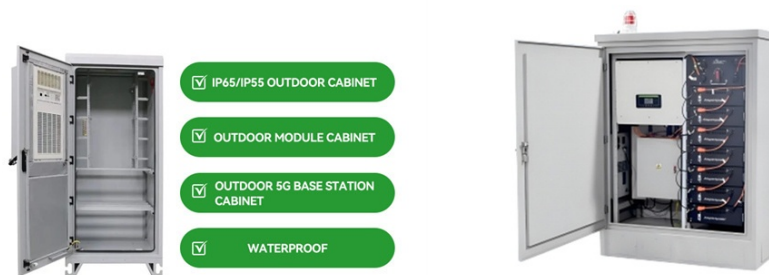 IP65/IP55 OUTDOOR CABINET
OUTDOOR MODULE CABINET
OUTDOOR 5G BASE STATION
CABINET
WATERPROOF